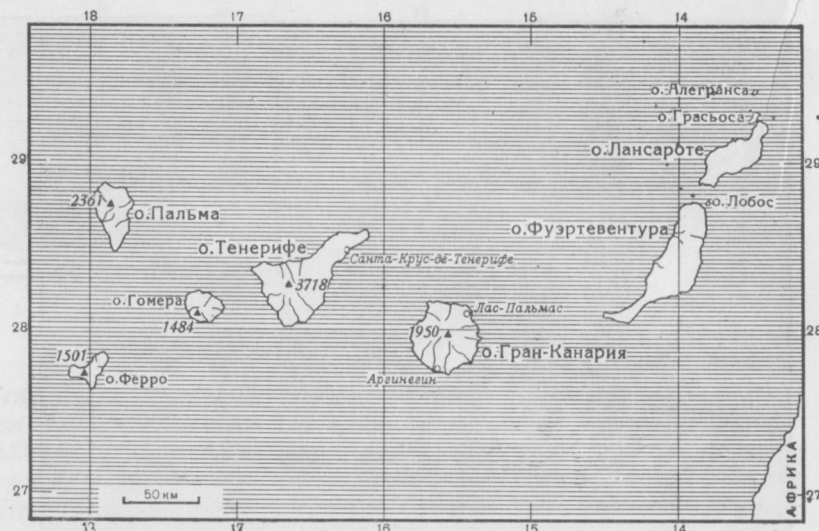 18 17 16 15 14
о. Алегранса
о. Грасьоса
29 о. Лансароте 29
2361 о. Лобос
о. Пальма
о. Фуэртевентура
о. Тенерифе
Санта-Крус-де-Тенерифе
3718
о. Гомера
Лас-Пальмас
1484
28 1950 28
о. Гран-Канария
1501
Аргинегин
о. Ферро
АФРИКА
27 50 км 27
13 17 16 15 14